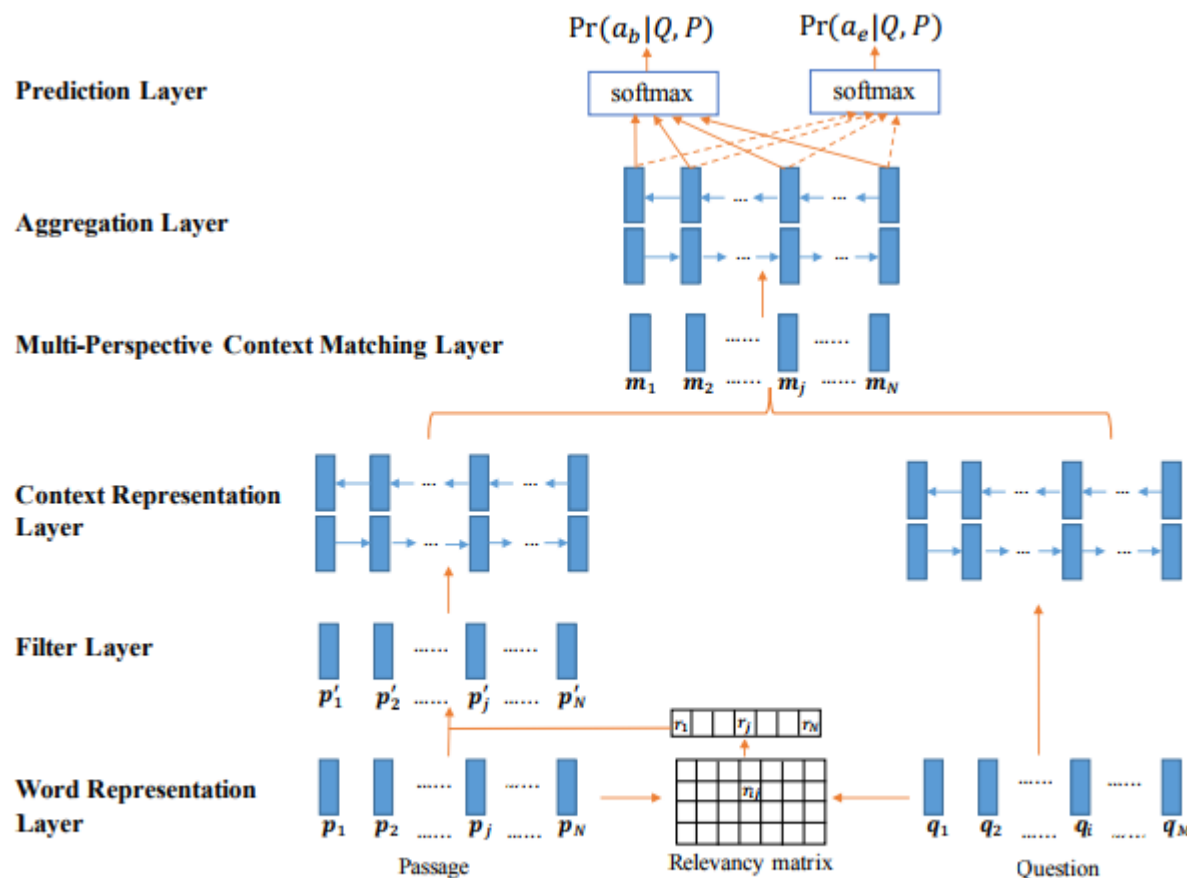 Pr(a_b|Q, P) Pr(a_e|Q, P)
Prediction Layer
softmax softmax
Aggregation Layer
... ...
... ...
Multi-Perspective Context Matching Layer
...... ......
m_1 m_2 ...... m_j ...... m_N
Context Representation
Layer
... ... ... ...
... ... ... ...
Filter Layer
...... ......
p'_1 p'_2 ...... p'_j ...... p'_N
r_1 r_j r_N
Word Representation
Layer
...... ...... r_ij ...... ......
p_1 p_2 ...... p_j ...... p_N q_1 q_2 ...... q_i ...... q_M
Passage Relevancy matrix Question